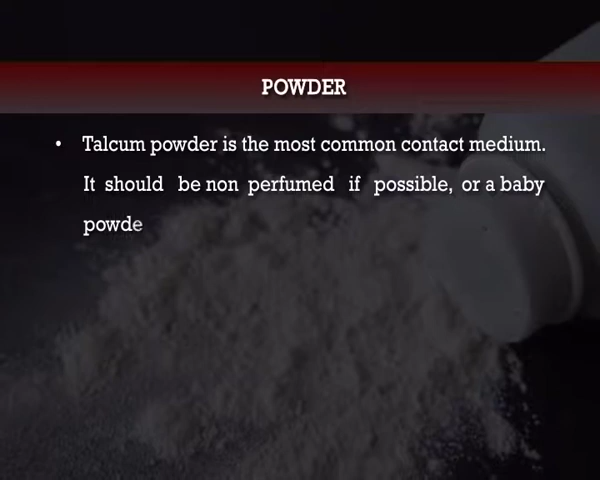 POWDER
• Talcum powder is the most common contact medium.
It should be non perfumed if possible, or a baby
powde